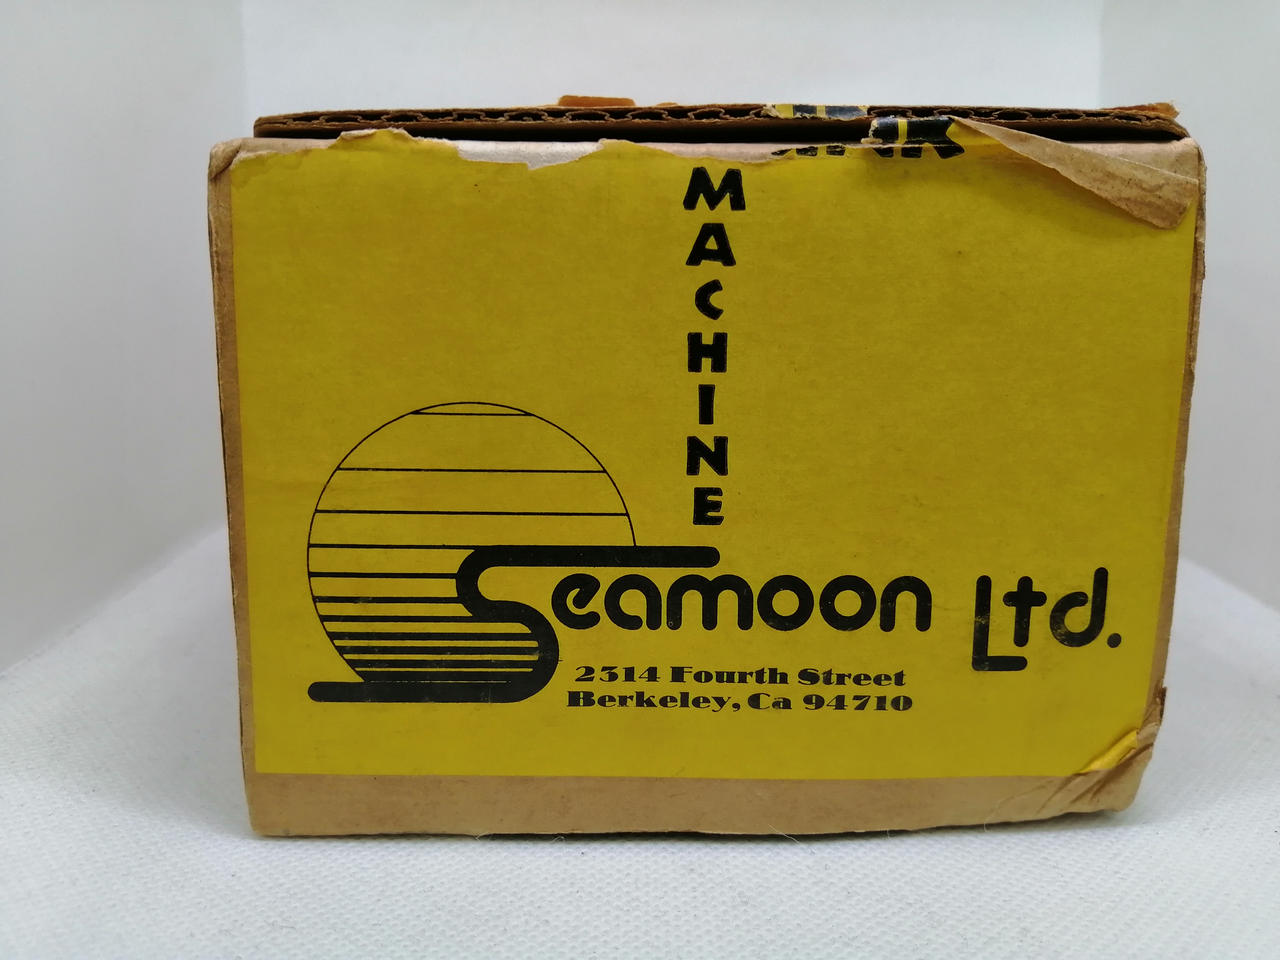 MACHINE
Seamoon Ltd.
2314 Fourth Street
Berkeley, Ca 94710